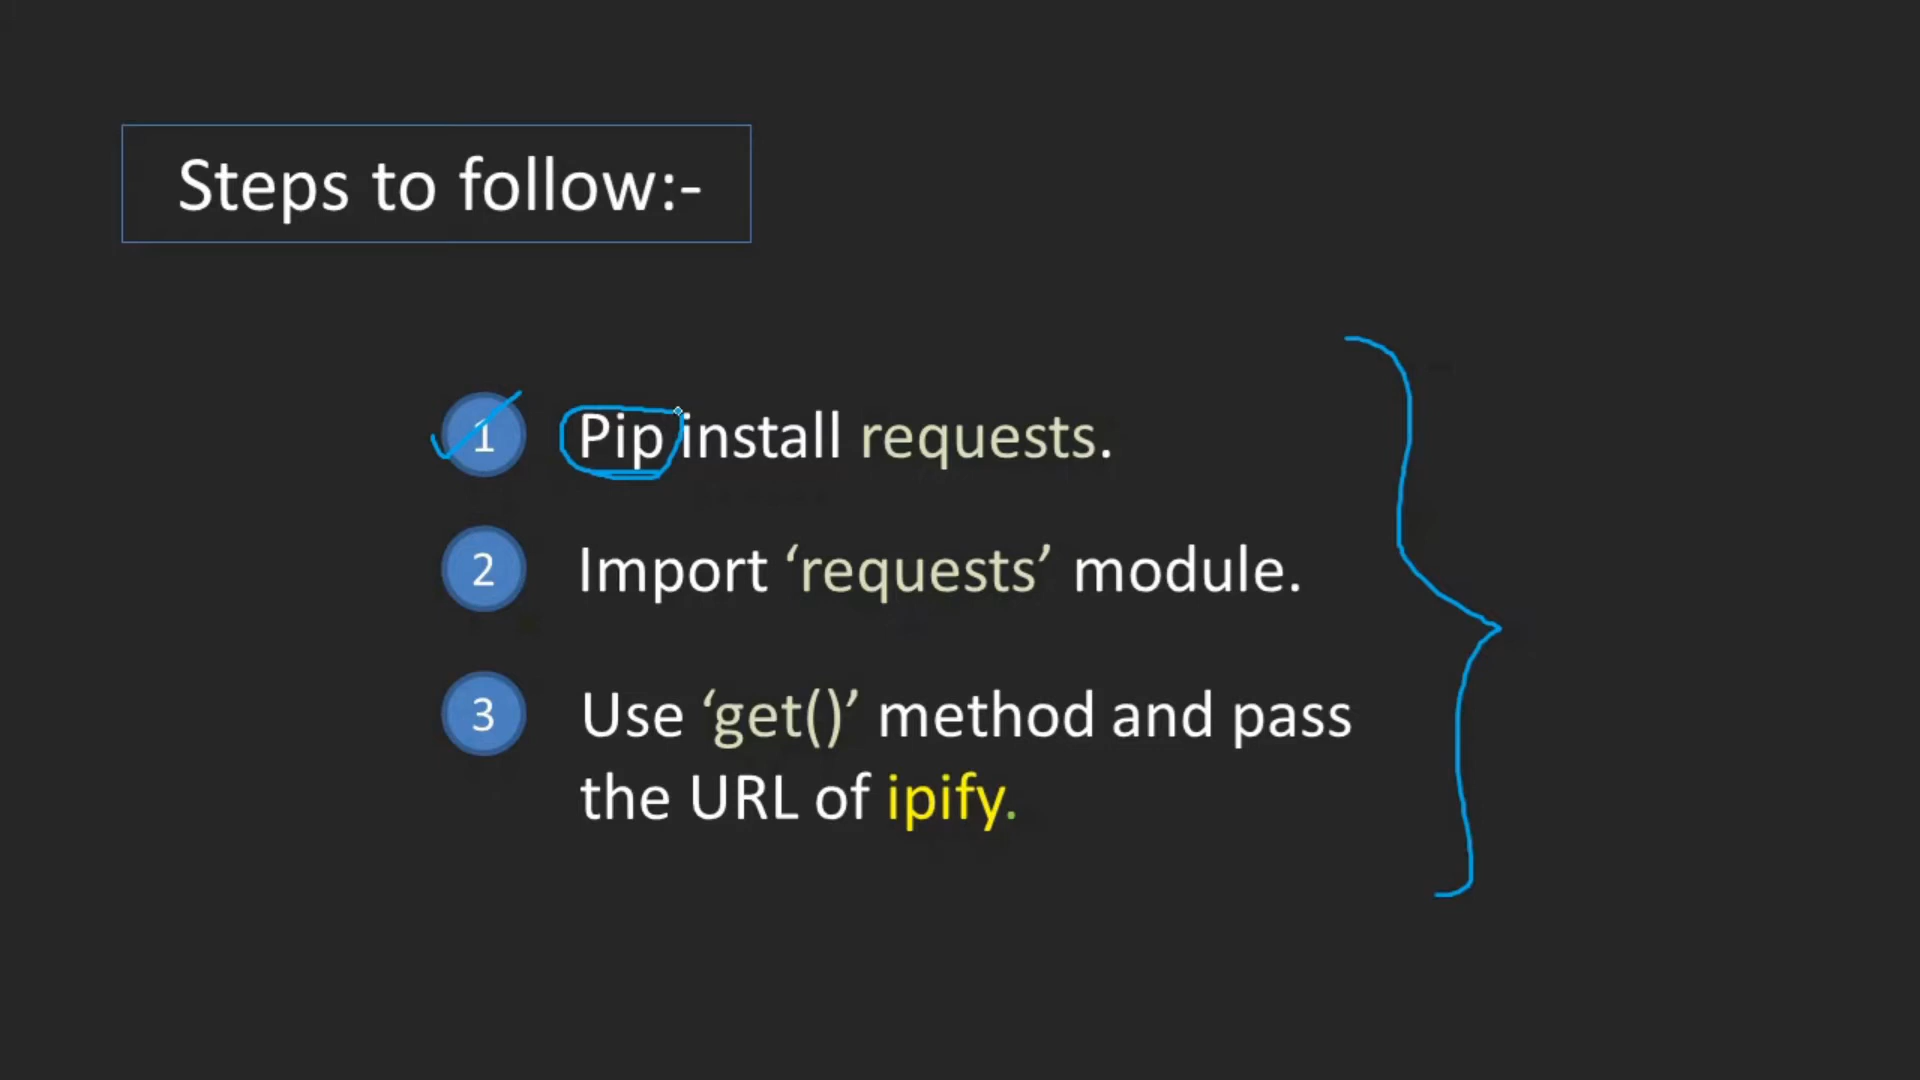 Steps to follow:-
1 Pip install requests.
2 Import ‘requests’ module.
3 Use ‘get()’ method and pass
the URL of ipify.